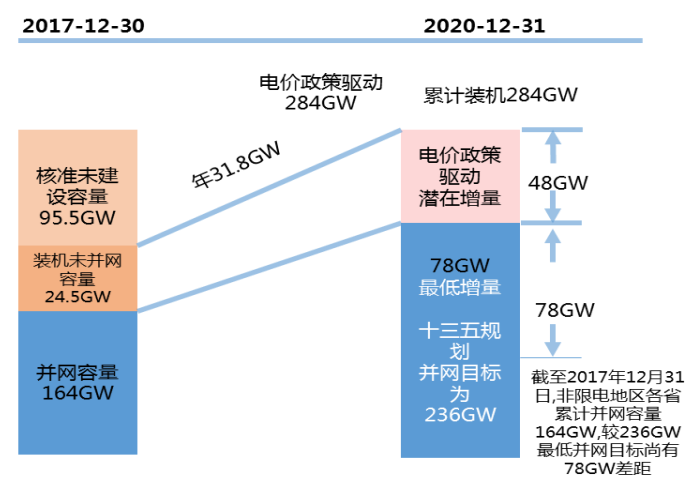 2017-12-30
2020-12-31
电价政策驱动
284GW
累计装机284GW
年31.8GW
核准未建
设容量
95.5GW
装机未并网
容量
24.5GW
并网容量
164GW
电价政策
驱动
潜在增量
48GW
78GW
最低增量
十三五规
划
并网目标
为
236GW
78GW
截至2017年12月31
日,非限电地区各省
累计并网容量
164GW,较236GW
最低并网目标尚有
78GW差距